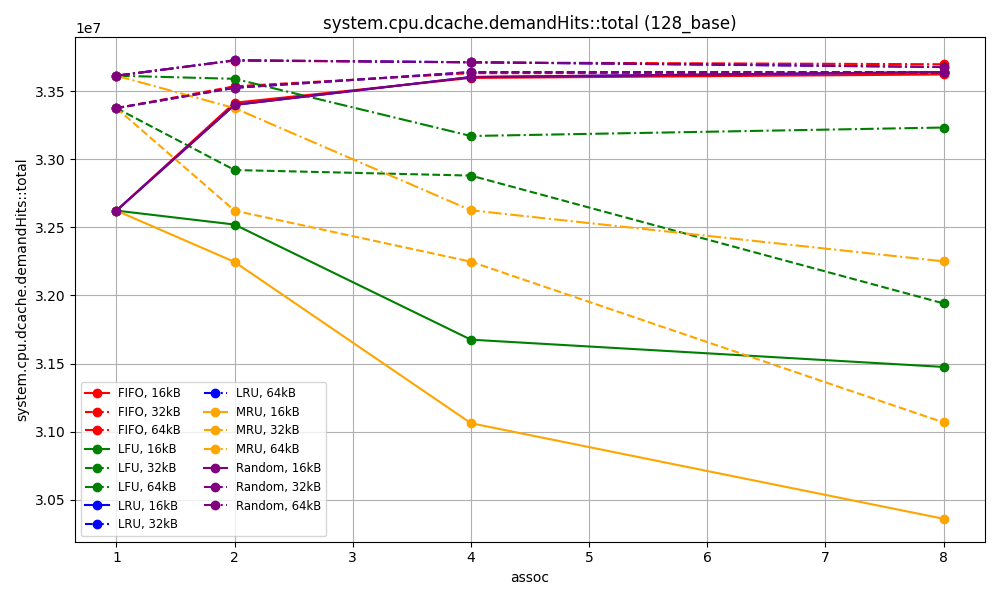 system.cpu.dcache.demandHits::total (128_base)
1e7
system.cpu.dcache.demandHits::total
3.35
3.30
3.25
3.20
3.15
3.10
3.05
FIFO, 16kB
FIFO, 32kB
FIFO, 64kB
LFU, 16kB
LFU, 32kB
LFU, 64kB
LRU, 16kB
LRU, 32kB
LRU, 64kB
MRU, 16kB
MRU, 32kB
MRU, 64kB
Random, 16kB
Random, 32kB
Random, 64kB
1 2 3 4 5 6 7 8
assoc